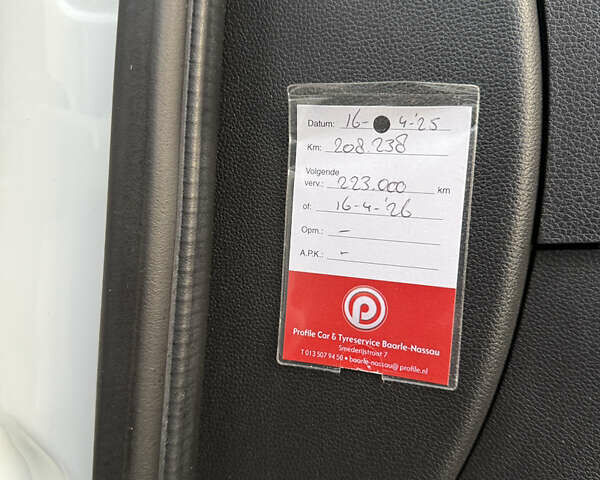 Datum: 16-4-'25
Km: 208.238
Volgende
verv.: 223.000 km
of: 16-4-'26
Opm.: -
A.P.K.: -
P
Profile Car & Tyreservice Baarle-Nassau
Smederijstraat 7
T 013 507 94 50 • baarle-nassau@profile.nl